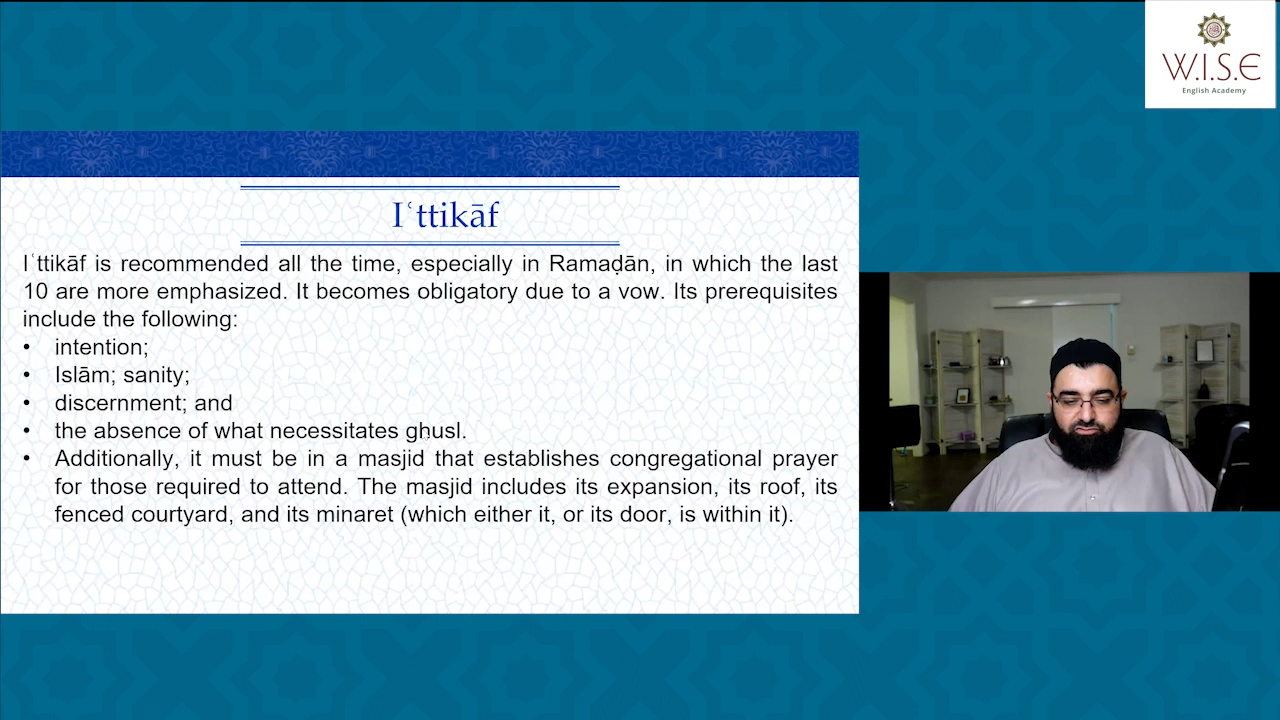 W.I.S.E
English Academy
Iʿttikāf
Iʿttikāf is recommended all the time, especially in Ramaḍān, in which the last
10 are more emphasized. It becomes obligatory due to a vow. Its prerequisites
include the following:
• intention;
• Islām; sanity;
• discernment; and
• the absence of what necessitates ghusl.
• Additionally, it must be in a masjid that establishes congregational prayer
for those required to attend. The masjid includes its expansion, its roof, its
fenced courtyard, and its minaret (which either it, or its door, is within it).